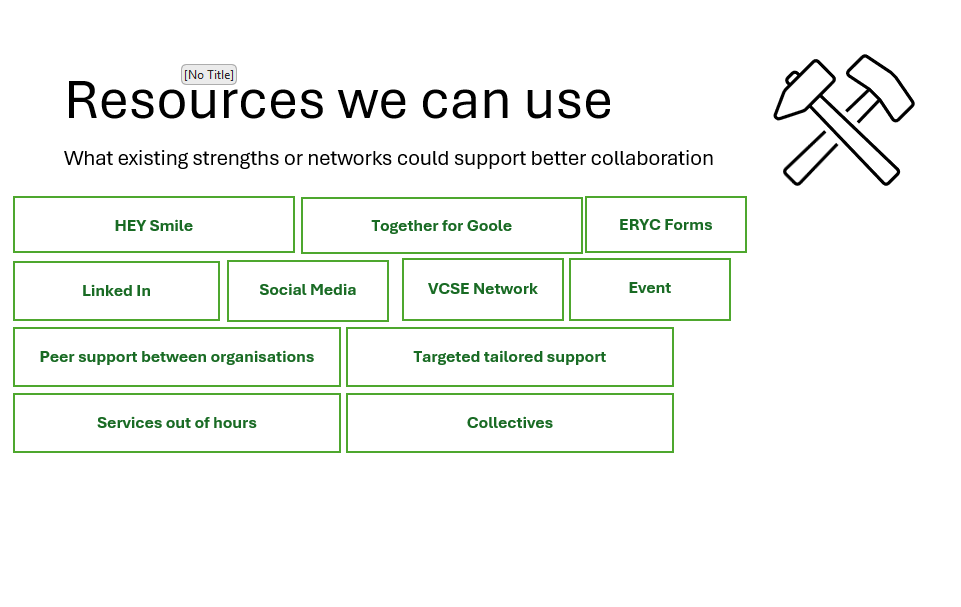 [No Title]
Resources we can use
What existing strengths or networks could support better collaboration
HEY Smile
Together for Goole
ERYC Forms
Linked In
Social Media
VCSE Network
Event
Peer support between organisations
Targeted tailored support
Services out of hours
Collectives